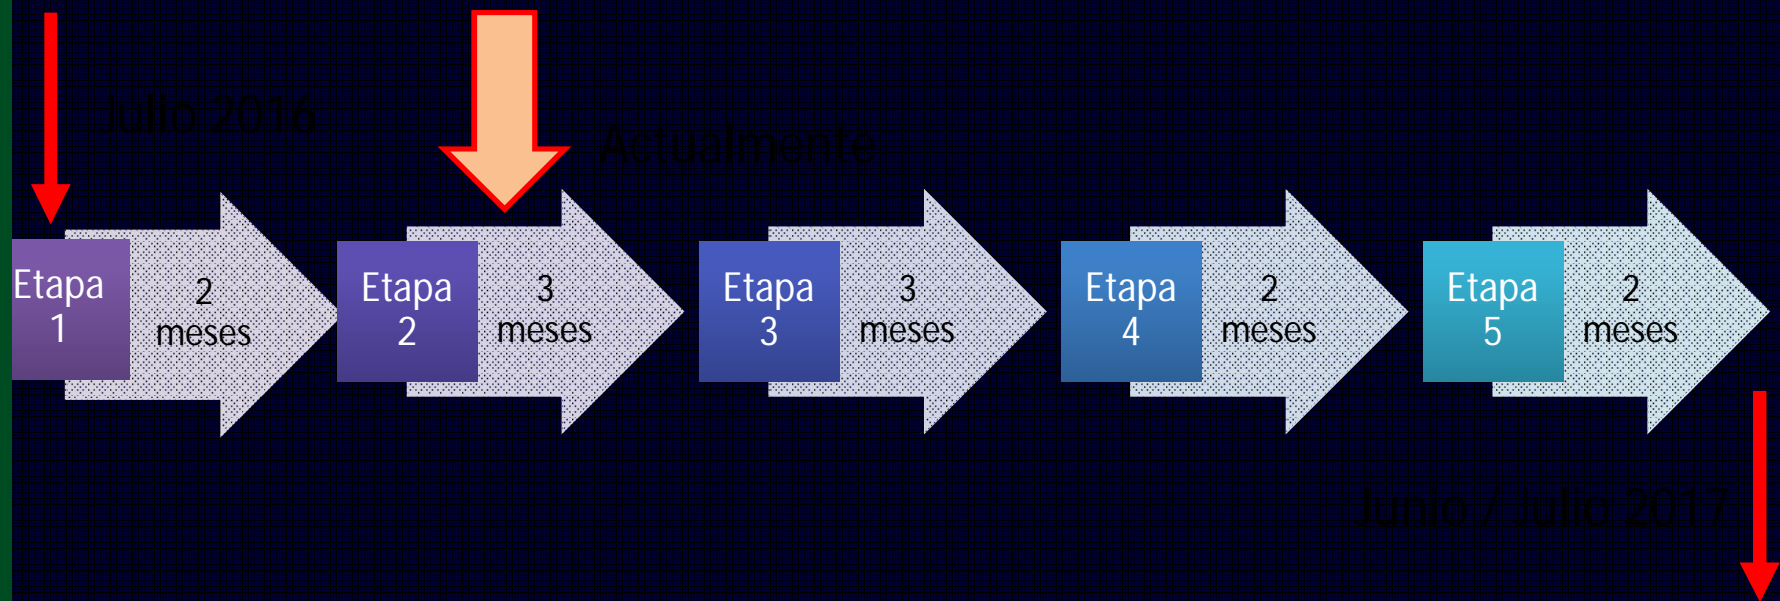 Julio 2016
Actualmente
Etapa
1
2
meses
Etapa
2
3
meses
Etapa
3
3
meses
Etapa
4
2
meses
Etapa
5
2
meses
Junio / Julio 2017